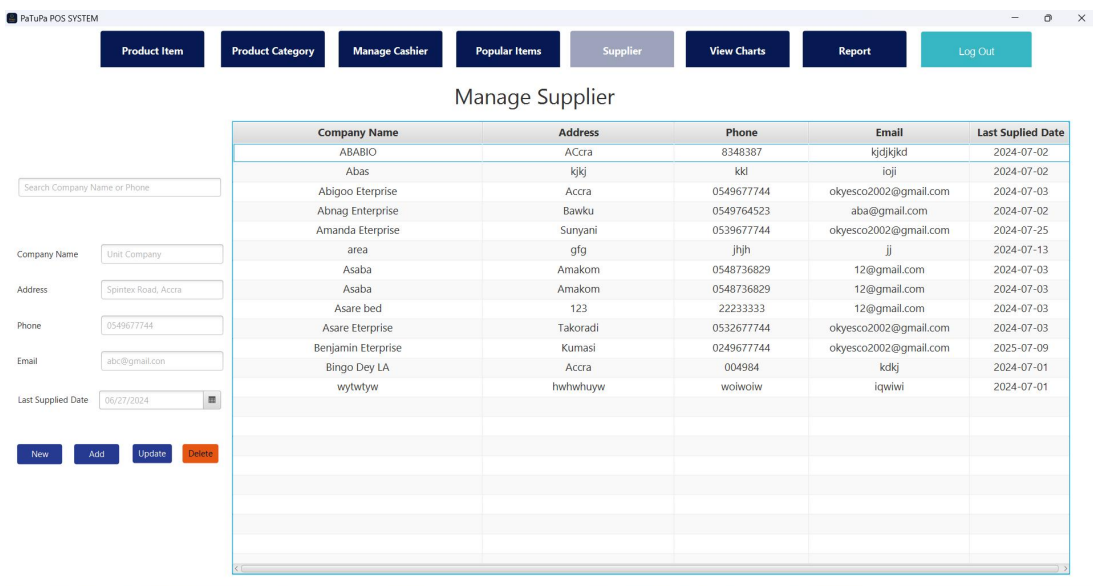 PaTuPa POS SYSTEM
Product Item Product Category Manage Cashier Popular Items Supplier View Charts Report Log Out
Manage Supplier
Company Name Address Phone Email Last Suplied Date
ABABIO ACcra 8348387 kjdjkjkd 2024-07-02
Abas kjkj kkl ioji 2024-07-02
Search Company Name or Phone
Abigoo Eterprise Accra 0549677744 okyesco2002@gmail.com 2024-07-03
Abnag Enterprise Bawku 0549764523 aba@gmail.com 2024-07-02
Amanda Eterprise Sunyani 0539677744 okyesco2002@gmail.com 2024-07-25
area gfg jhjh jj 2024-07-13
Asaba Amakom 0548736829 12@gmail.com 2024-07-03
Asaba Amakom 0548736829 12@gmail.com 2024-07-03
Asare bed 123 22233333 12@gmail.com 2024-07-03
Asare Eterprise Takoradi 0532677744 okyesco2002@gmail.com 2024-07-03
Benjamin Eterprise Kumasi 0249677744 okyesco2002@gmail.com 2025-07-09
Bingo Dey LA Accra 004984 kdkj 2024-07-01
wytwtyw hwhwhuyw woiwoiw iqwiwi 2024-07-01
Company Name Unit Company
Address Spintex Road, Accra
Phone 0549677744
Email abc@gmail.con
Last Supplied Date 06/27/2024
New Add Update Delete